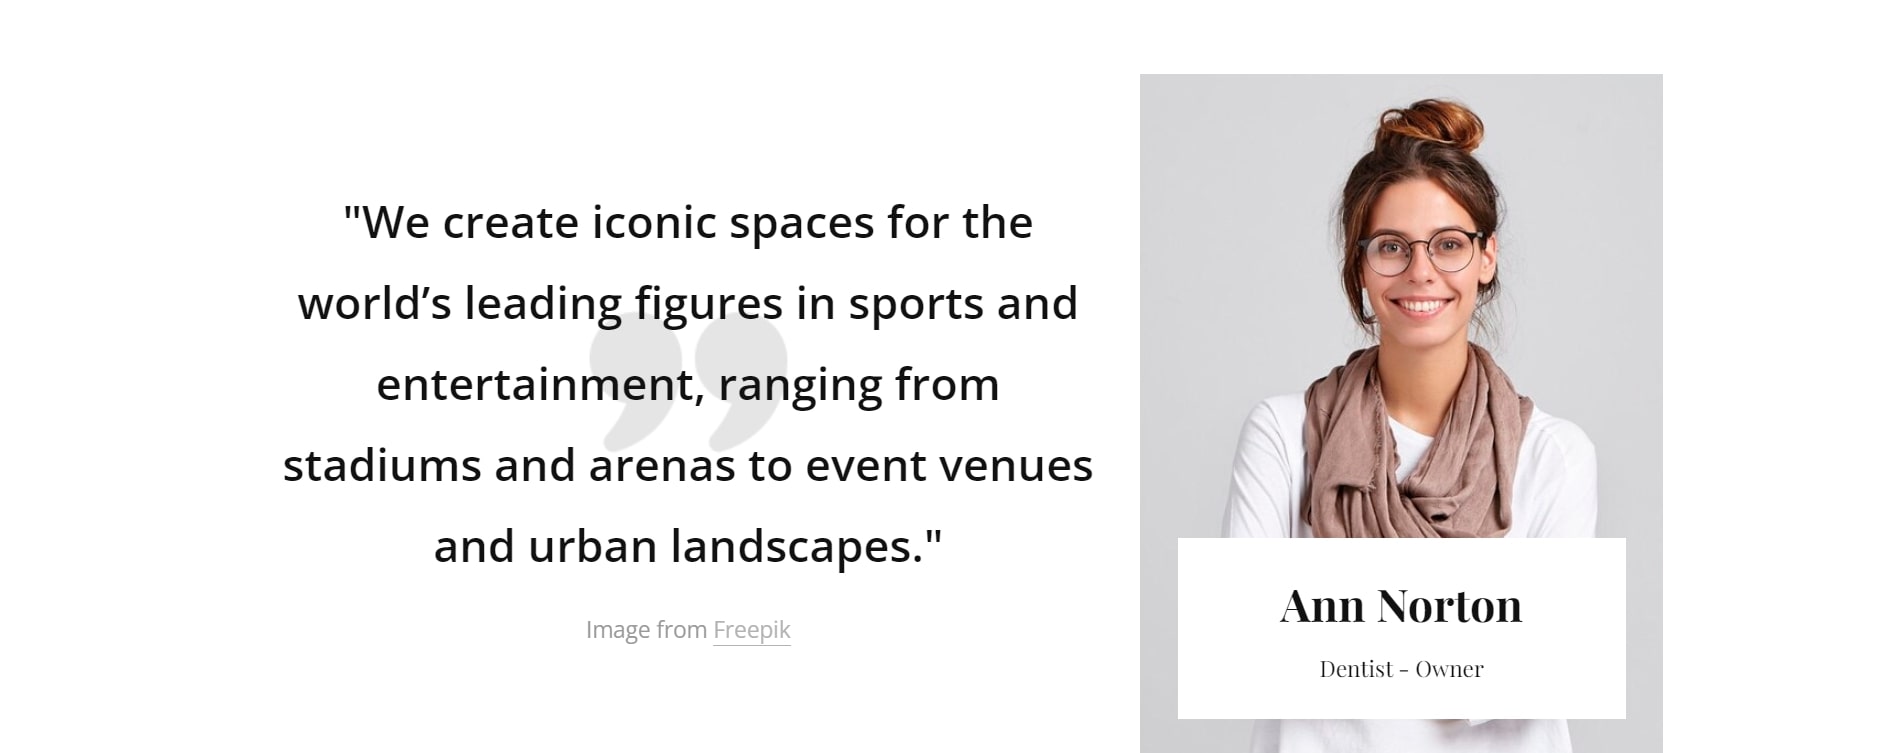 "We create iconic spaces for the
world’s leading figures in sports and
entertainment, ranging from
stadiums and arenas to event venues
and urban landscapes."
Image from Freepik
Ann Norton
Dentist - Owner